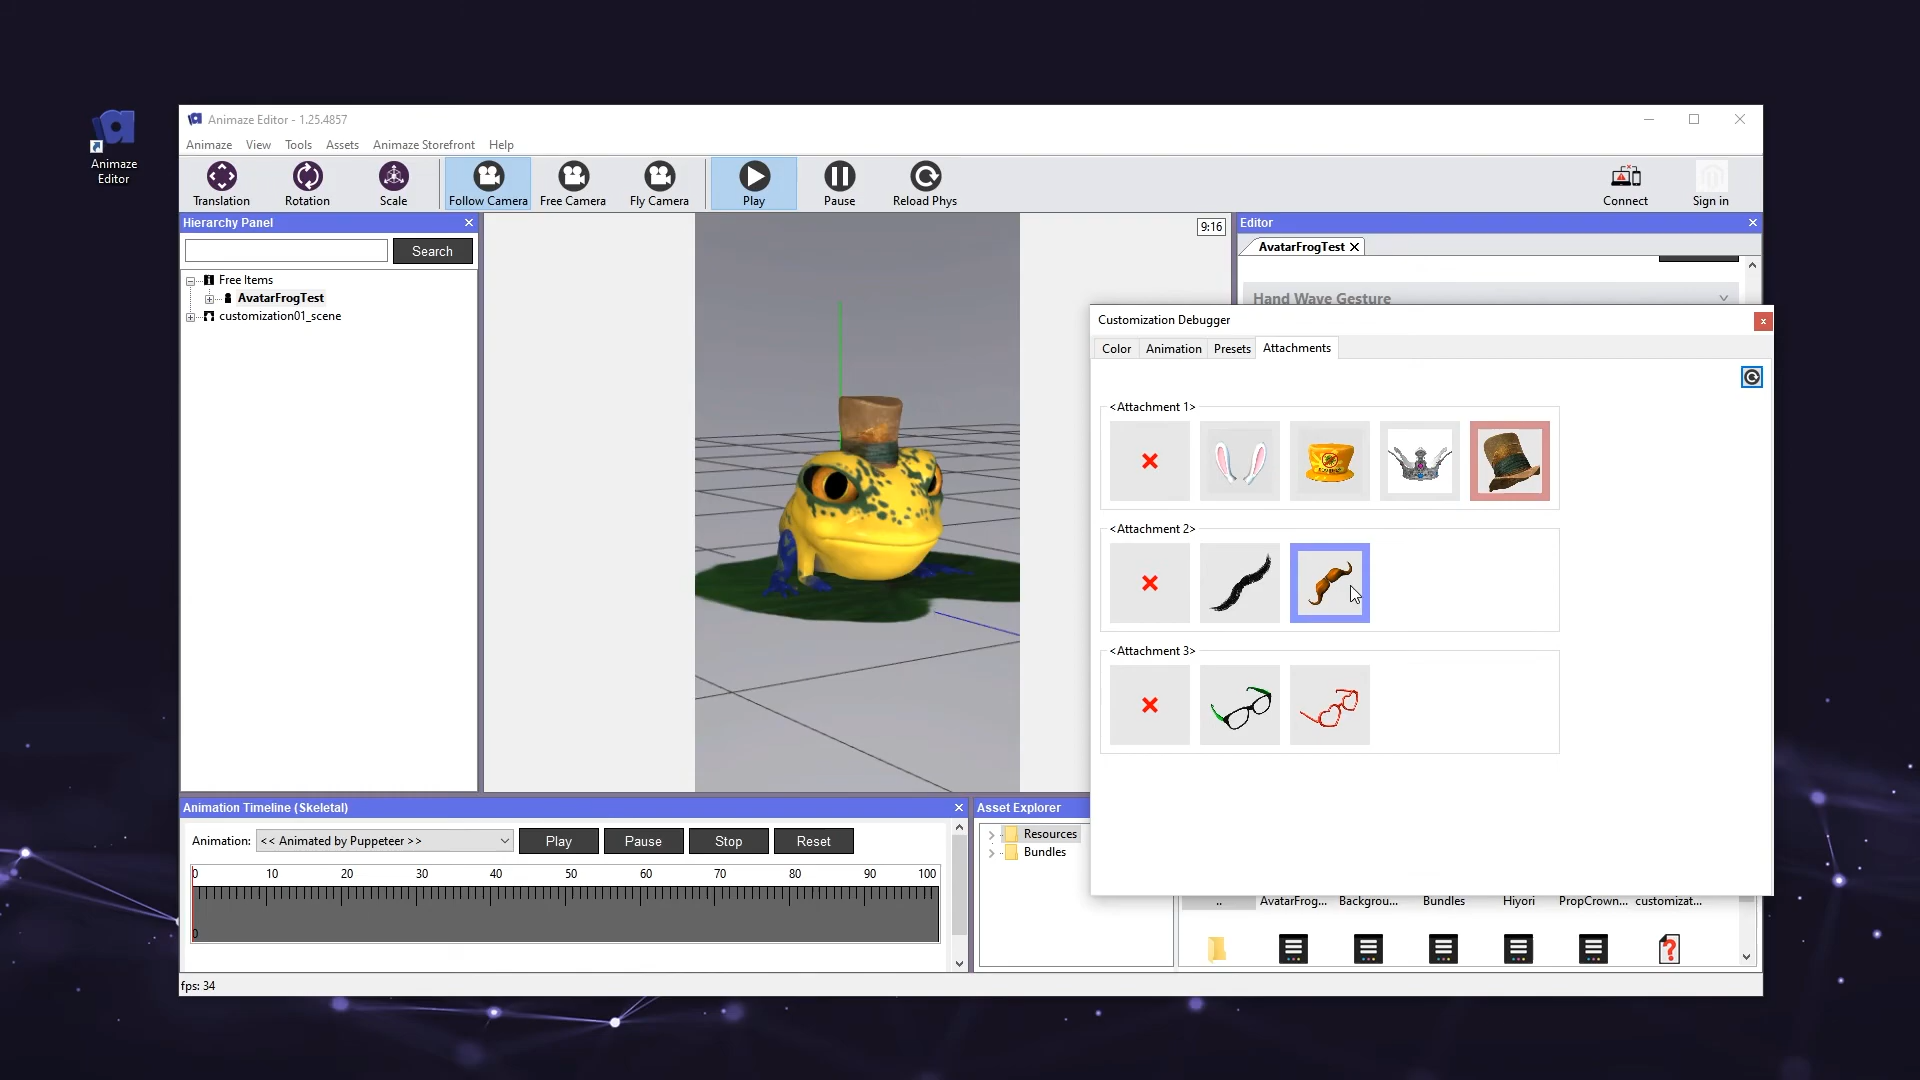 Animaze
Editor
Animaze Editor - 1.25.4857
Animaze View Tools Assets Animaze Storefront Help
Translation Rotation Scale Follow Camera Free Camera Fly Camera Play Pause Reload Phys Connect Sign in
Hierarchy Panel
Search
Free Items
AvatarFrogTest
customization01_scene
9:16
Editor
AvatarFrogTest
Hand Wave Gesture
Customization Debugger
Color Animation Presets Attachments
<Attachment 1>
<Attachment 2>
<Attachment 3>
Animation Timeline (Skeletal)
Animation: << Animated by Puppeteer >> Play Pause Stop Reset
0 10 20 30 40 50 60 70 80 90 100
0
Asset Explorer
Resources
Bundles
.. AvatarFrog... Backgrou... Bundles Hiyori PropCrown... customizat...
fps: 34